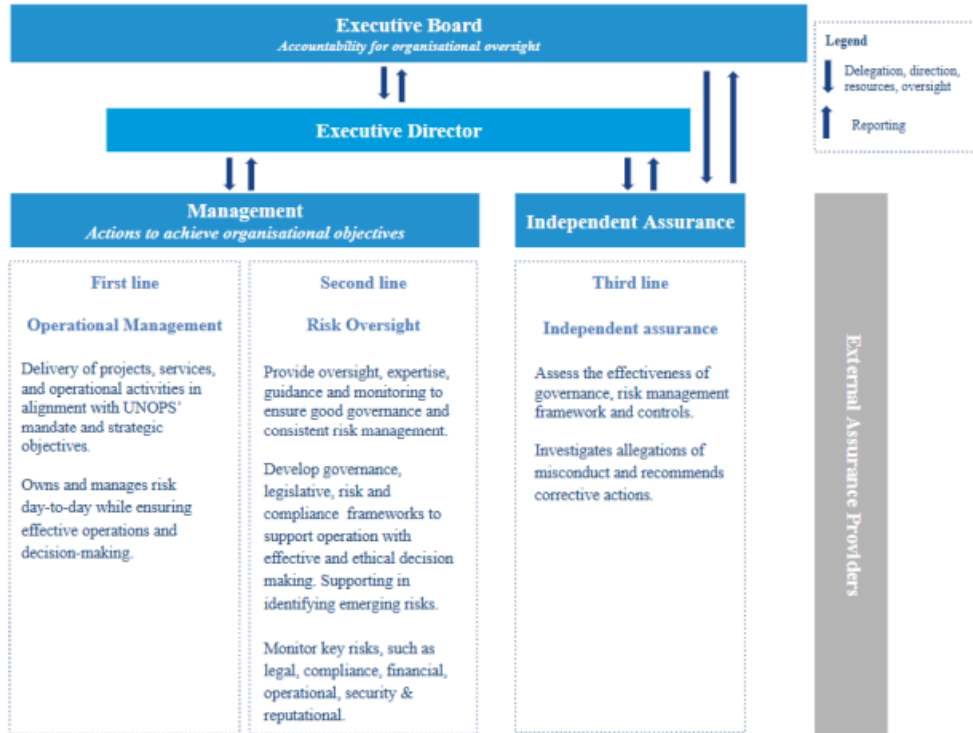 Executive Board
Accountability for organisational oversight
Legend
Delegation, direction,
resources, oversight
Reporting
Executive Director
Management
Actions to achieve organisational objectives
Independent Assurance
First line
Operational Management
Delivery of projects, services,
and operational activities in
alignment with UNOPS’
mandate and strategic
objectives.
Owns and manages risk
day-to-day while ensuring
effective operations and
decision-making.
Second line
Risk Oversight
Provide oversight, expertise,
guidance and monitoring to
ensure good governance and
consistent risk management.
Develop governance,
legislative, risk and
compliance frameworks to
support operation with
effective and ethical decision
making. Supporting in
identifying emerging risks.
Monitor key risks, such as
legal, compliance, financial,
operational, security &
reputational.
Third line
Independent assurance
Assess the effectiveness of
governance, risk management
framework and controls.
Investigates allegations of
misconduct and recommends
corrective actions.
External Assurance Providers